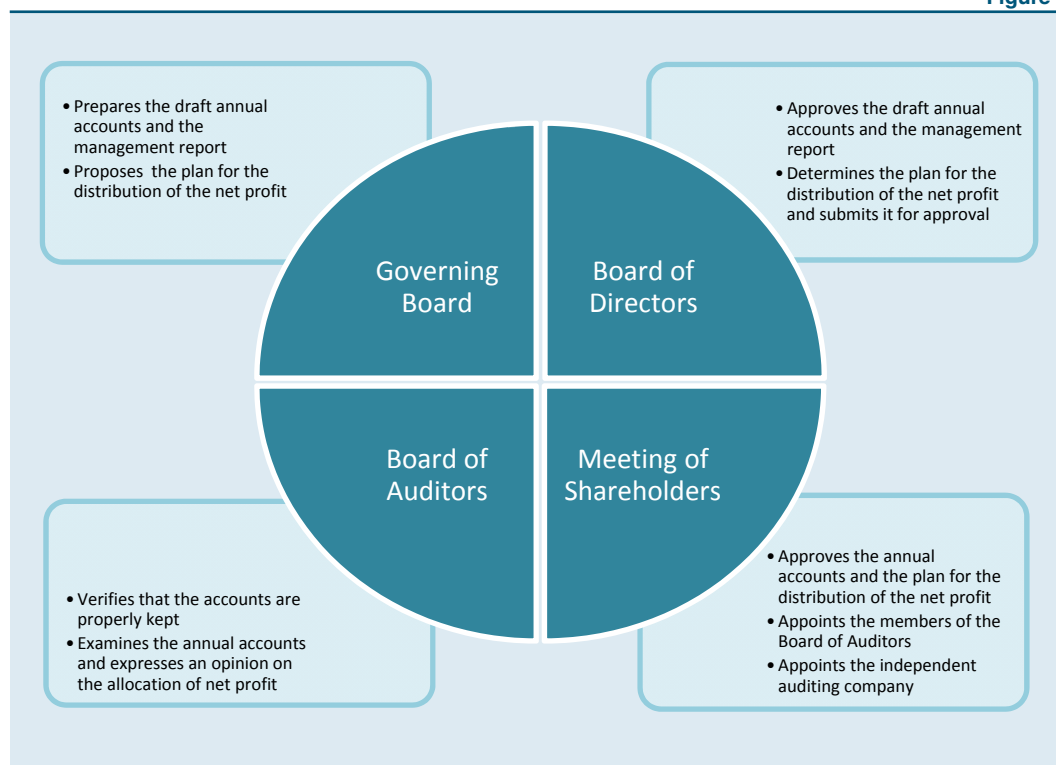 Figure
• Prepares the draft annual
accounts and the
management report
• Proposes the plan for the
distribution of the net profit
• Approves the draft annual
accounts and the management
report
• Determines the plan for the
distribution of the net profit
and submits it for approval
Governing
Board
Board of
Directors
Board of
Auditors
Meeting of
Shareholders
• Verifies that the accounts are
properly kept
• Examines the annual accounts
and expresses an opinion on
the allocation of net profit
• Approves the annual
accounts and the plan for the
distribution of the net profit
• Appoints the members of the
Board of Auditors
• Appoints the independent
auditing company